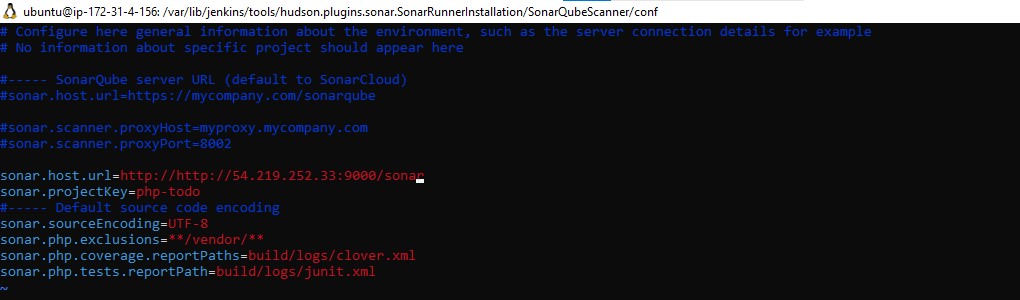 ubuntu@ip-172-31-4-156: /var/lib/jenkins/tools/hudson.plugins.sonar.SonarRunnerInstallation/SonarQubeScanner/conf
# Configure here general information about the environment, such as the server connection details for example
# No information about specific project should appear here
#----- SonarQube server URL (default to SonarCloud)
#sonar.host.url=https://mycompany.com/sonarqube
#sonar.scanner.proxyHost=myproxy.mycompany.com
#sonar.scanner.proxyPort=8002
sonar.host.url=http://http://54.219.252.33:9000/sonar
sonar.projectKey=php-todo
#----- Default source code encoding
sonar.sourceEncoding=UTF-8
sonar.php.exclusions=**/vendor/**
sonar.php.coverage.reportPaths=build/logs/clover.xml
sonar.php.tests.reportPath=build/logs/junit.xml
~